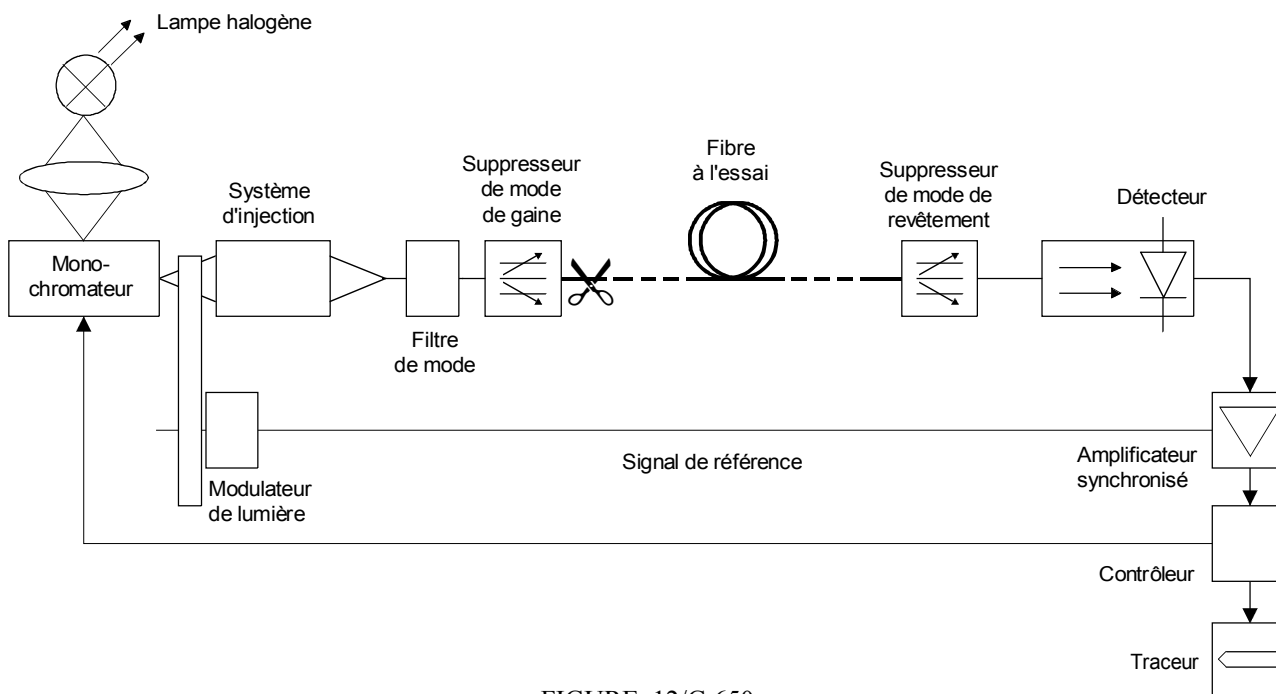 Lampe halogène
Suppresseur
de mode
de gaine
Fibre
à l'essai
Suppresseur
de mode de
revêtement
Système
d'injection
Détecteur
Mono-
chromateur
Filtre
de mode
Signal de référence
Amplificateur
synchronisé
Modulateur
de lumière
Contrôleur
Traceur